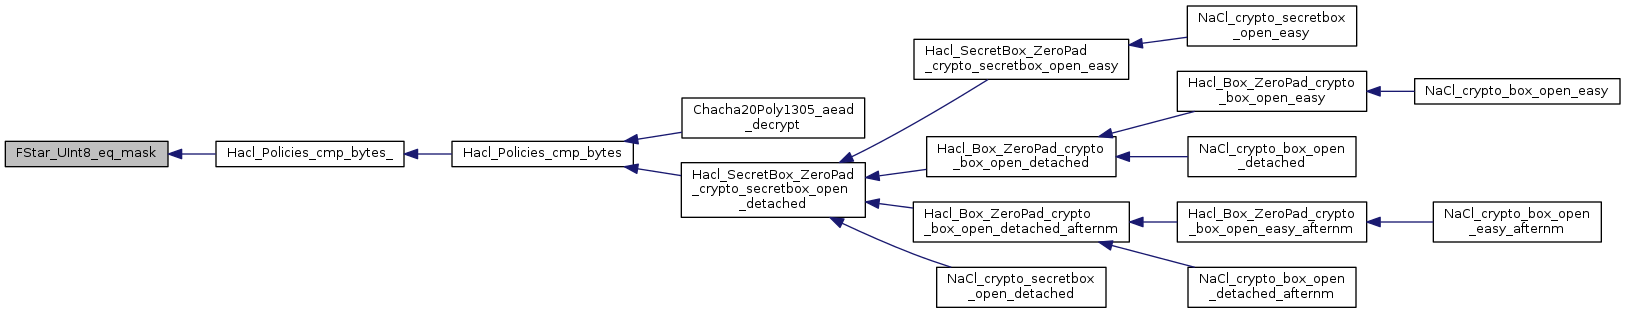 FStar_UInt8_eq_mask
Hacl_Policies_cmp_bytes_
Hacl_Policies_cmp_bytes
Chacha20Poly1305_aead
_decrypt
Hacl_SecretBox_ZeroPad
_crypto_secretbox_open
_detached
Hacl_SecretBox_ZeroPad
_crypto_secretbox_open_easy
NaCl_crypto_secretbox
_open_easy
Hacl_Box_ZeroPad_crypto
_box_open_detached
Hacl_Box_ZeroPad_crypto
_box_open_easy
NaCl_crypto_box_open_easy
NaCl_crypto_box_open
_detached
Hacl_Box_ZeroPad_crypto
_box_open_detached_afternm
Hacl_Box_ZeroPad_crypto
_box_open_easy_afternm
NaCl_crypto_box_open
_easy_afternm
NaCl_crypto_box_open
_detached_afternm
NaCl_crypto_secretbox
_open_detached